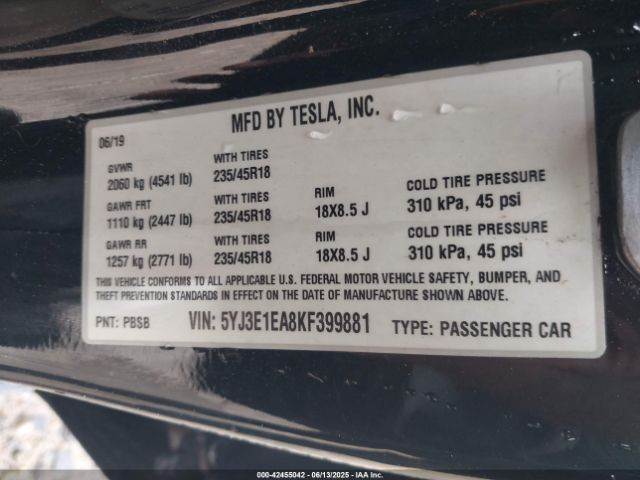 MFD BY TESLA, INC.
06/19
GVWR WITH TIRES
2060 kg (4541 lb) 235/45R18
GAWR FRT WITH TIRES RIM COLD TIRE PRESSURE
1110 kg (2447 lb) 235/45R18 18X8.5 J 310 kPa, 45 psi
GAWR RR WITH TIRES RIM COLD TIRE PRESSURE
1257 kg (2771 lb) 235/45R18 18X8.5 J 310 kPa, 45 psi
THIS VEHICLE CONFORMS TO ALL APPLICABLE U.S. FEDERAL MOTOR VEHICLE SAFETY, BUMPER, AND
THEFT PREVENTION STANDARDS IN EFFECT ON THE DATE OF MANUFACTURE SHOWN ABOVE.
PNT: PBSB VIN: 5YJ3E1EA8KF399881 TYPE: PASSENGER CAR
000-42455042 - 06/13/2025 - IAA Inc.